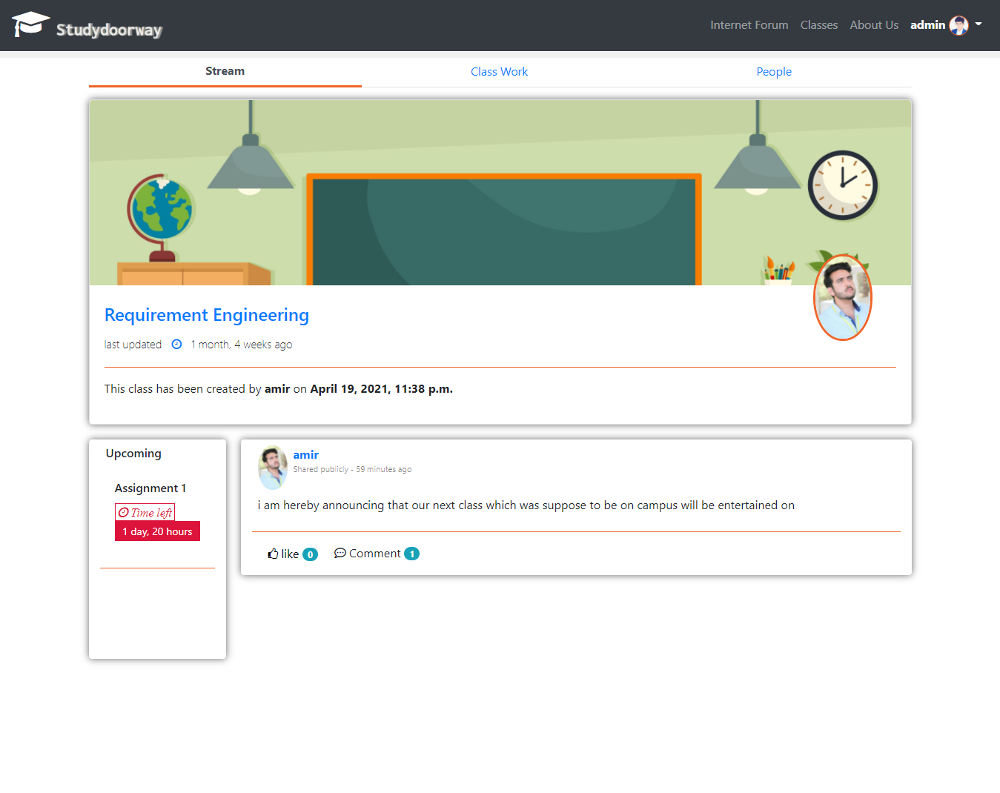 Studydoorway
Internet Forum Classes About Us admin
Stream Class Work People
Requirement Engineering
last updated 1 month, 4 weeks ago
This class has been created by amir on April 19, 2021, 11:38 p.m.
Upcoming
Assignment 1
Time left
1 day, 20 hours
amir
Shared publicly - 59 minutes ago
i am hereby announcing that our next class which was suppose to be on campus will be entertained on
like 0 Comment 1